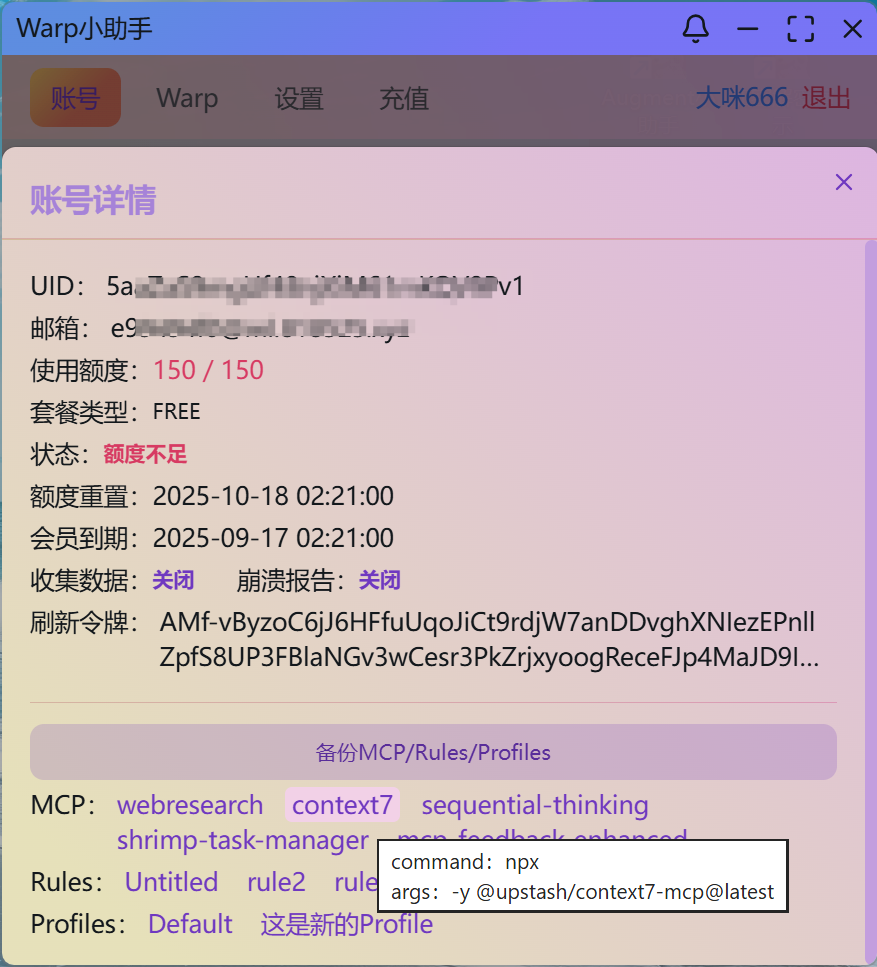 Warp小助手
账号 Warp 设置 充值 大咪666 退出
账号详情
UID： 5a v1
邮箱： e9
使用额度： 150 / 150
套餐类型： FREE
状态： 额度不足
额度重置： 2025-10-18 02:21:00
会员到期： 2025-09-17 02:21:00
收集数据： 关闭 崩溃报告： 关闭
刷新令牌： AMf-vByzoC6jJ6HFfuUqoJiCt9rdjW7anDDvghXNIezEPnll
ZpfS8UP3FBlaNGv3wCesr3PkZrjxyoogReceFJp4MaJD9I...
备份MCP/Rules/Profiles
MCP： webresearch context7 sequential-thinking
shrimp-task-manager mcp-feedback-enhanced
command：npx
args：-y @upstash/context7-mcp@latest
Rules： Untitled rule2 rule
Profiles： Default 这是新的Profile